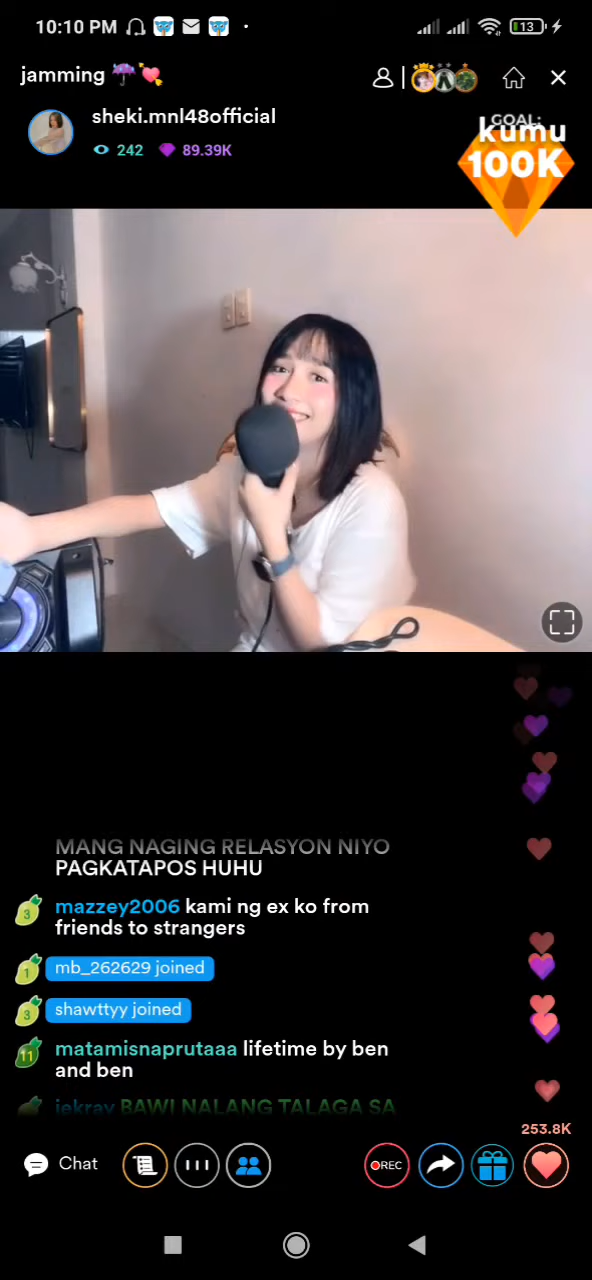 10:10 PM
13
jamming
sheki.mnl48official
242
89.39K
GOAL:
kumu
100K
MANG NAGING RELASYON NIYO
PAGKATAPOS HUHU
3
mazzey2006 kami ng ex ko from
friends to strangers
1
mb_262629 joined
3
shawttyy joined
11
matamisnaprutaaa lifetime by ben
and ben
jekray BAWI NALANG TALAGA SA
253.8K
Chat
REC